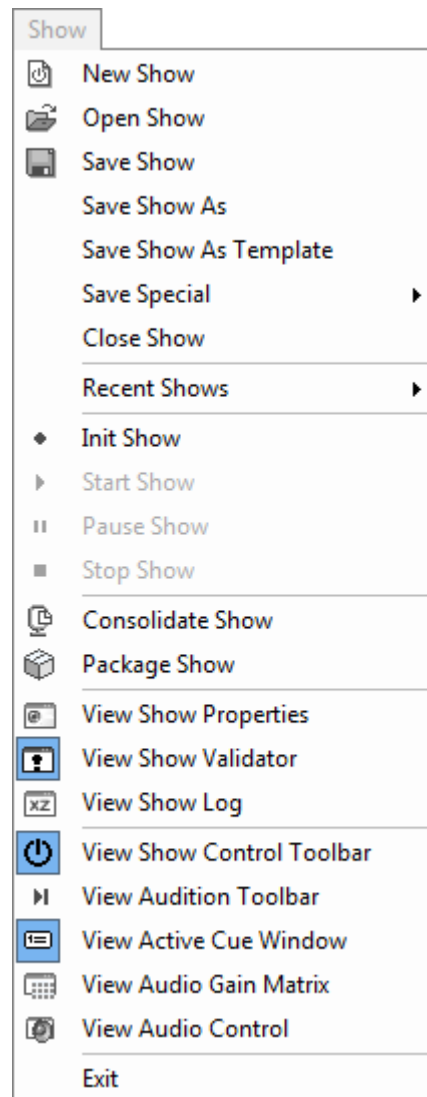 Show
New Show
Open Show
Save Show
Save Show As
Save Show As Template
Save Special
Close Show
Recent Shows
Init Show
Start Show
Pause Show
Stop Show
Consolidate Show
Package Show
View Show Properties
View Show Validator
View Show Log
View Show Control Toolbar
View Audition Toolbar
View Active Cue Window
View Audio Gain Matrix
View Audio Control
Exit